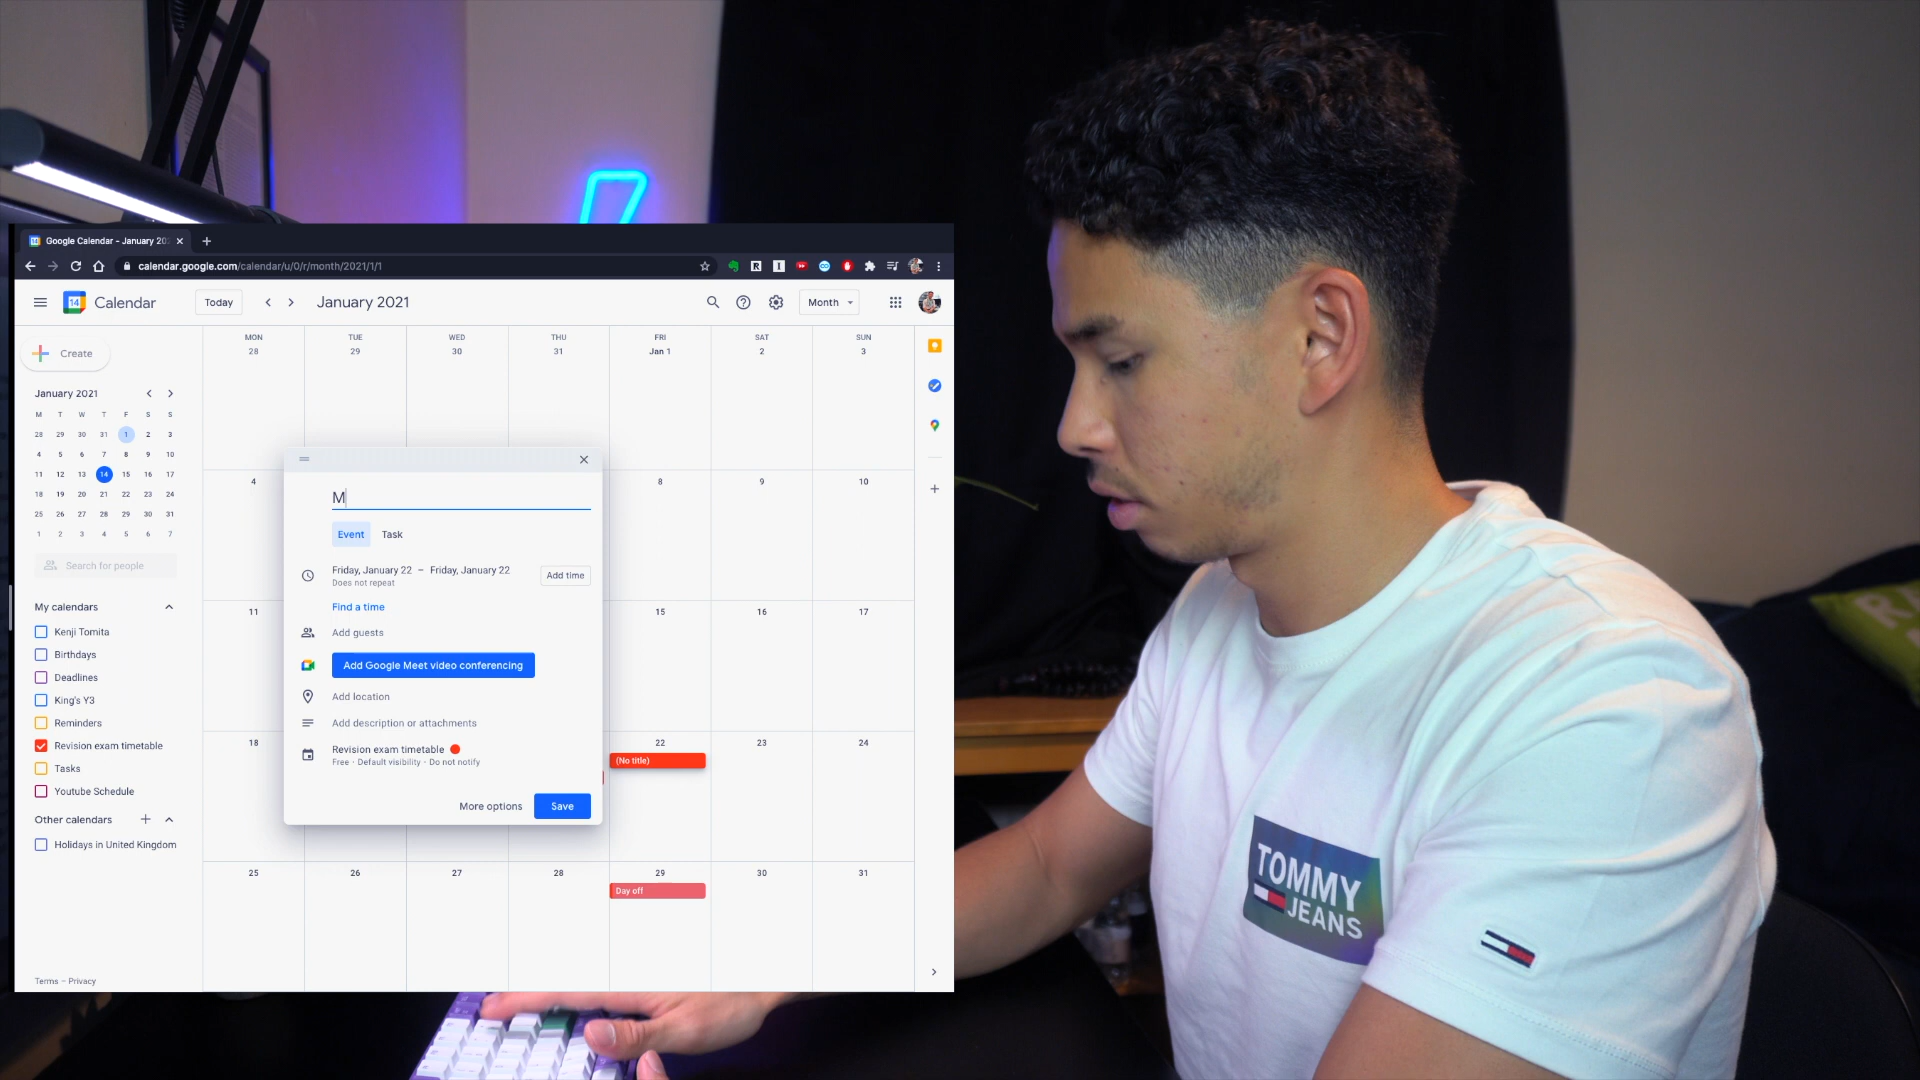 Google Calendar - January 202
calendar.google.com/calendar/u/0/r/month/2021/1/1
14 Calendar Today January 2021 Month
Create
January 2021
M T W T F S S
28 29 30 31 1 2 3
4 5 6 7 8 9 10
11 12 13 14 15 16 17
18 19 20 21 22 23 24
25 26 27 28 29 30 31
1 2 3 4 5 6 7
Search for people
My calendars
Kenji Tomita
Birthdays
Deadlines
King's Y3
Reminders
Revision exam timetable
Tasks
Youtube Schedule
Other calendars
Holidays in United Kingdom
Terms – Privacy
MON TUE WED THU FRI SAT SUN
28 29 30 31 Jan 1 2 3
4 8 9 10
11 15 16 17
18 22 23 24
(No title)
25 26 27 28 29 30 31
Day off
M
Event Task
Friday, January 22 – Friday, January 22
Does not repeat
Add time
Find a time
Add guests
Add Google Meet video conferencing
Add location
Add description or attachments
Revision exam timetable
Free · Default visibility · Do not notify
More options Save
TOMMY
JEANS